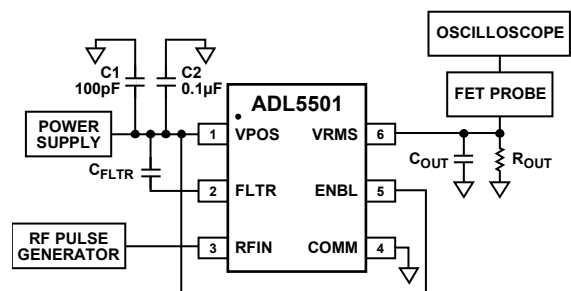 OSCILLOSCOPE
C1
100pF
C2
0.1µF
ADL5501
FET PROBE
POWER
SUPPLY
1 VPOS VRMS 6
CFLTR
COUT
ROUT
2 FLTR ENBL 5
RF PULSE
GENERATOR
3 RFIN COMM 4